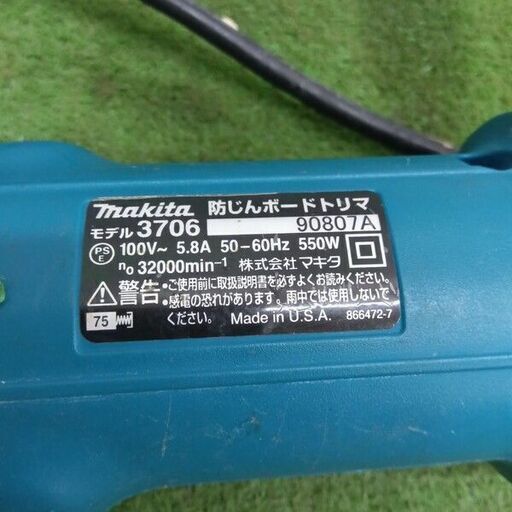 makita 防じんボードトリマ
モデル 3706 90807A
PS E 100V～ 5.8A 50-60Hz 550W
n₀ 32000min⁻¹ 株式会社マキタ
警告 ・ご使用前に取扱説明書を必ずよくお読みください。
・感電の恐れがあります。雨中では使用しないで
ください。
75 Made in U.S.A. 866472-7